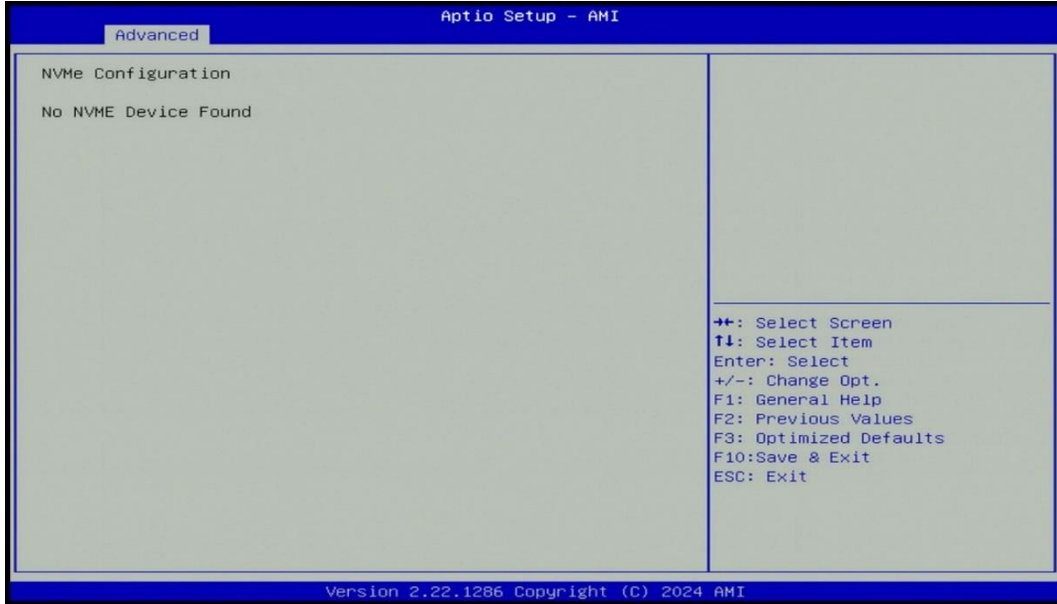 Aptio Setup - AMI
Advanced
NVMe Configuration
No NVME Device Found
→←: Select Screen
↑↓: Select Item
Enter: Select
+/-: Change Opt.
F1: General Help
F2: Previous Values
F3: Optimized Defaults
F10:Save & Exit
ESC: Exit
Version 2.22.1286 Copyright (C) 2024 AMI